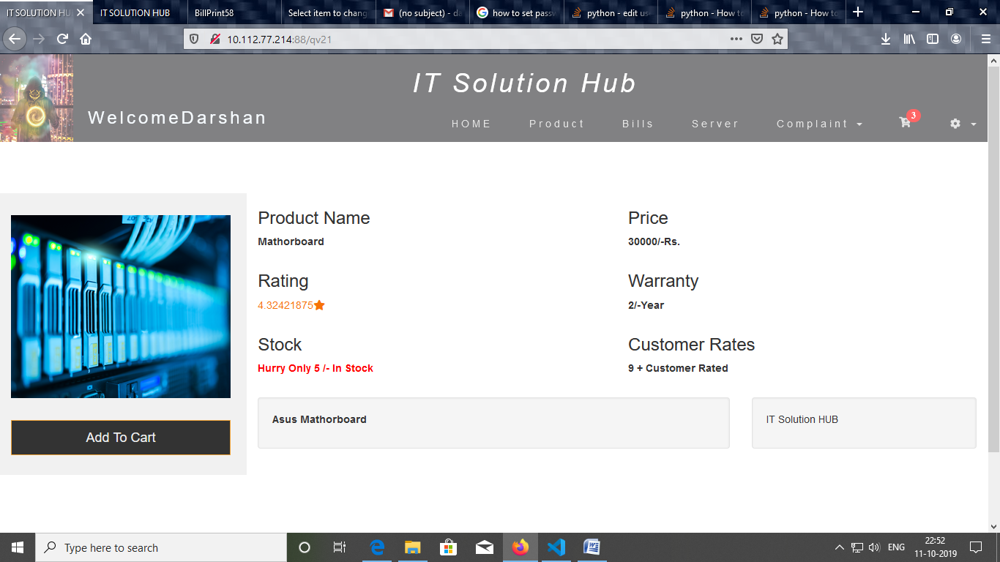 IT SOLUTION HU
IT SOLUTION HUB
BillPrint58
Select item to chang
(no subject) - da
how to set passw
python - edit use
python - How to
python - How to
10.112.77.214:88/qv21
IT Solution Hub
WelcomeDarshan
HOME Product Bills Server Complaint 3
Product Name
Mathorboard
Price
30000/-Rs.
Rating
4.32421875
Warranty
2/-Year
Stock
Hurry Only 5 /- In Stock
Customer Rates
9 + Customer Rated
Asus Mathorboard
IT Solution HUB
Add To Cart
Type here to search
ENG
22:52
11-10-2019